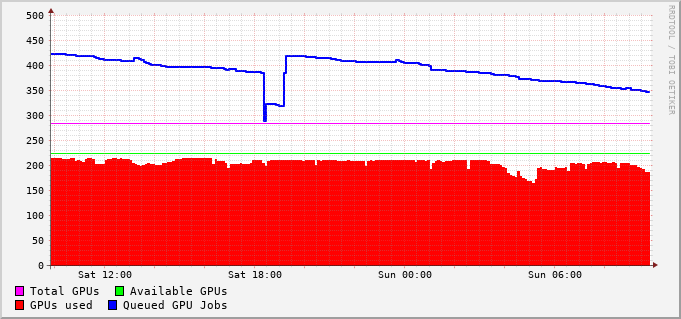 500
450
400
350
300
250
200
150
100
50
0
Sat 12:00 Sat 18:00 Sun 00:00 Sun 06:00
Total GPUs Available GPUs
GPUs used Queued GPU Jobs
RRDTOOL / TOBI OETIKER